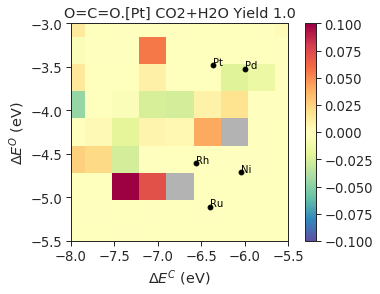 O=C=O.[Pt] CO2+H2O Yield 1.0
−3.0
−3.5
−4.0
−4.5
−5.0
−5.5
ΔE^O (eV)
Pt
Pd
Rh
Ni
Ru
−8.0 −7.5 −7.0 −6.5 −6.0 −5.5
ΔE^C (eV)
0.100
0.075
0.050
0.025
0.000
−0.025
−0.050
−0.075
−0.100